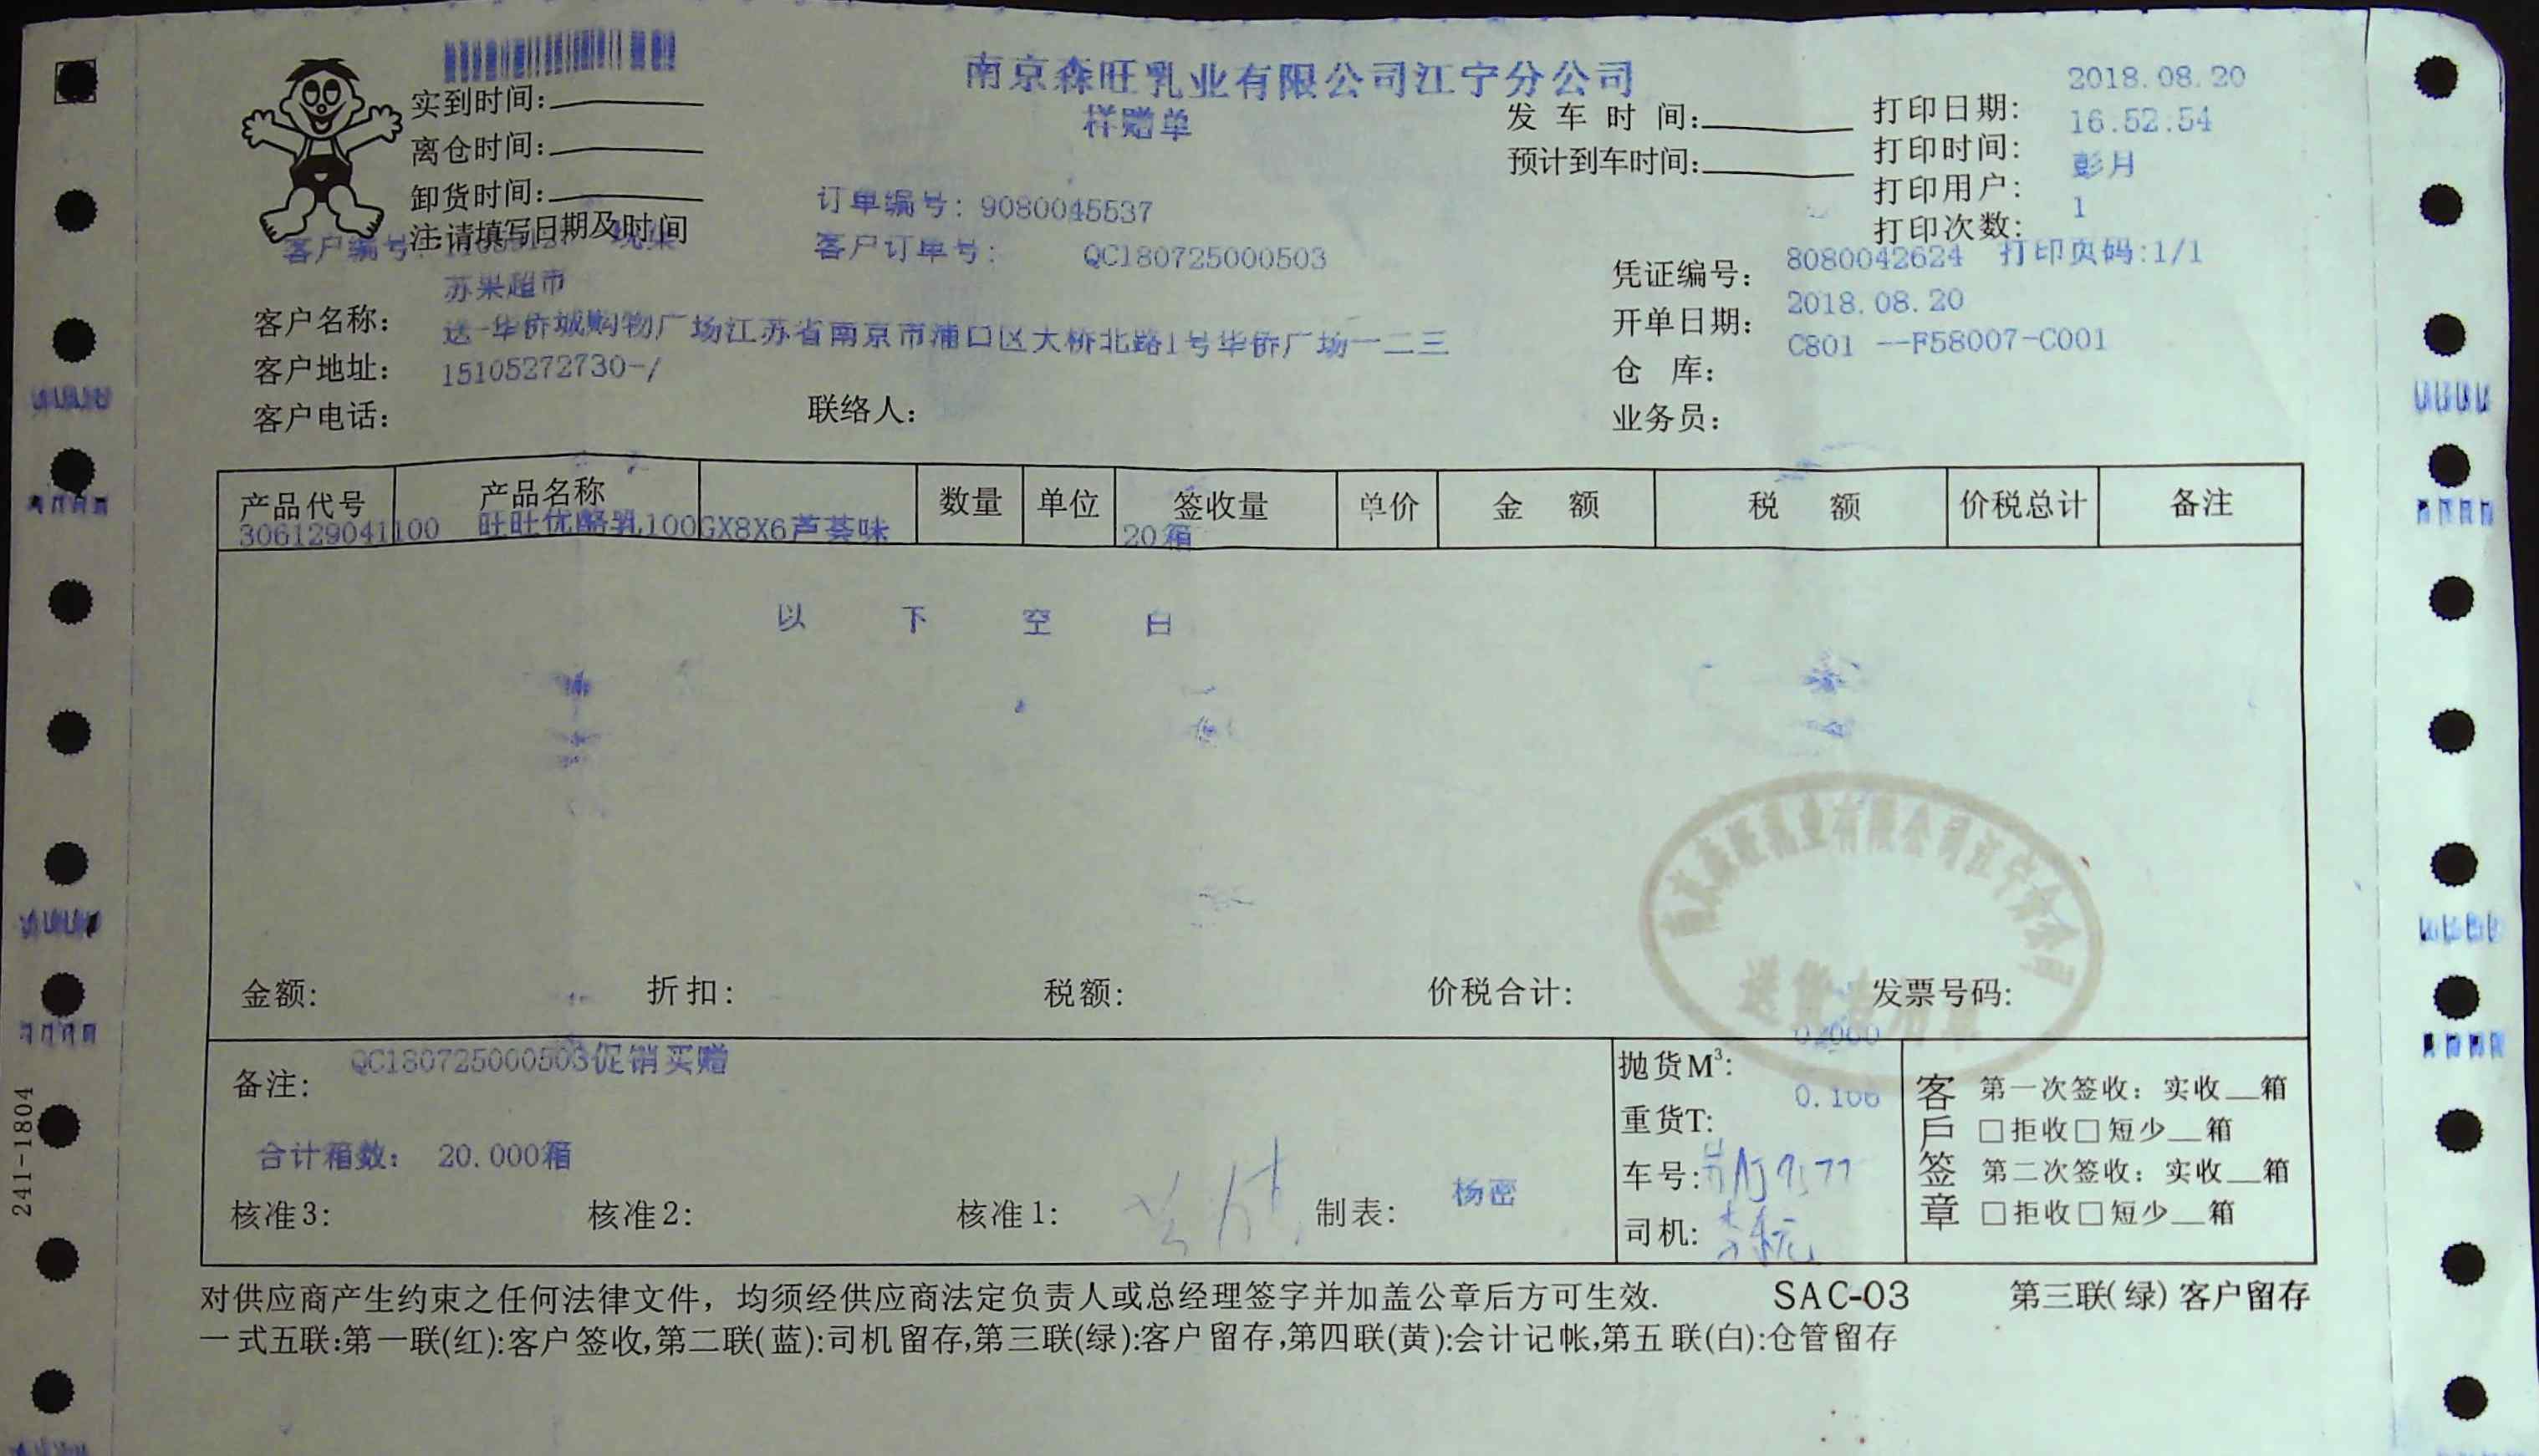 南京森旺乳业有限公司江宁分公司
样赠单
实到时间:
离仓时间:
卸货时间:
注:请填写日期及时间
发车时间:
预计到车时间:
打印日期: 2018.08.20
打印时间: 16.52.54
打印用户: 彭月
打印次数: 1
订单编号: 9080045537
客户编号:
客户订单号: QC180725000503
凭证编号: 8080042624 打印页码:1/1
客户名称: 苏果超市
开单日期: 2018.08.20
客户地址: 送-华侨城购物广场江苏省南京市浦口区大桥北路1号华侨广场一二三
仓库: C801 --F58007-C001
客户电话: 15105272730-/
联络人:
业务员:
产品代号 产品名称 数量 单位 签收量 单价 金额 税额 价税总计 备注
306129041100 旺旺优酪乳100GX8X6芦荟味 20箱
以下空白
金额: 折扣: 税额: 价税合计: 发票号码:
备注: QC180725000503促销买赠
合计箱数: 20.000箱
核准3: 核准2: 核准1: 制表: 杨密
抛货M³:
重货T:
车号:
司机:
客戶签章
第一次签收: 实收__箱
□拒收□短少__箱
第二次签收: 实收__箱
□拒收□短少__箱
对供应商产生约束之任何法律文件，均须经供应商法定负责人或总经理签字并加盖公章后方可生效. SAC-03 第三联(绿) 客户留存
一式五联:第一联(红):客户签收,第二联(蓝):司机留存,第三联(绿):客户留存,第四联(黄):会计记帐,第五联(白):仓管留存
241-1804